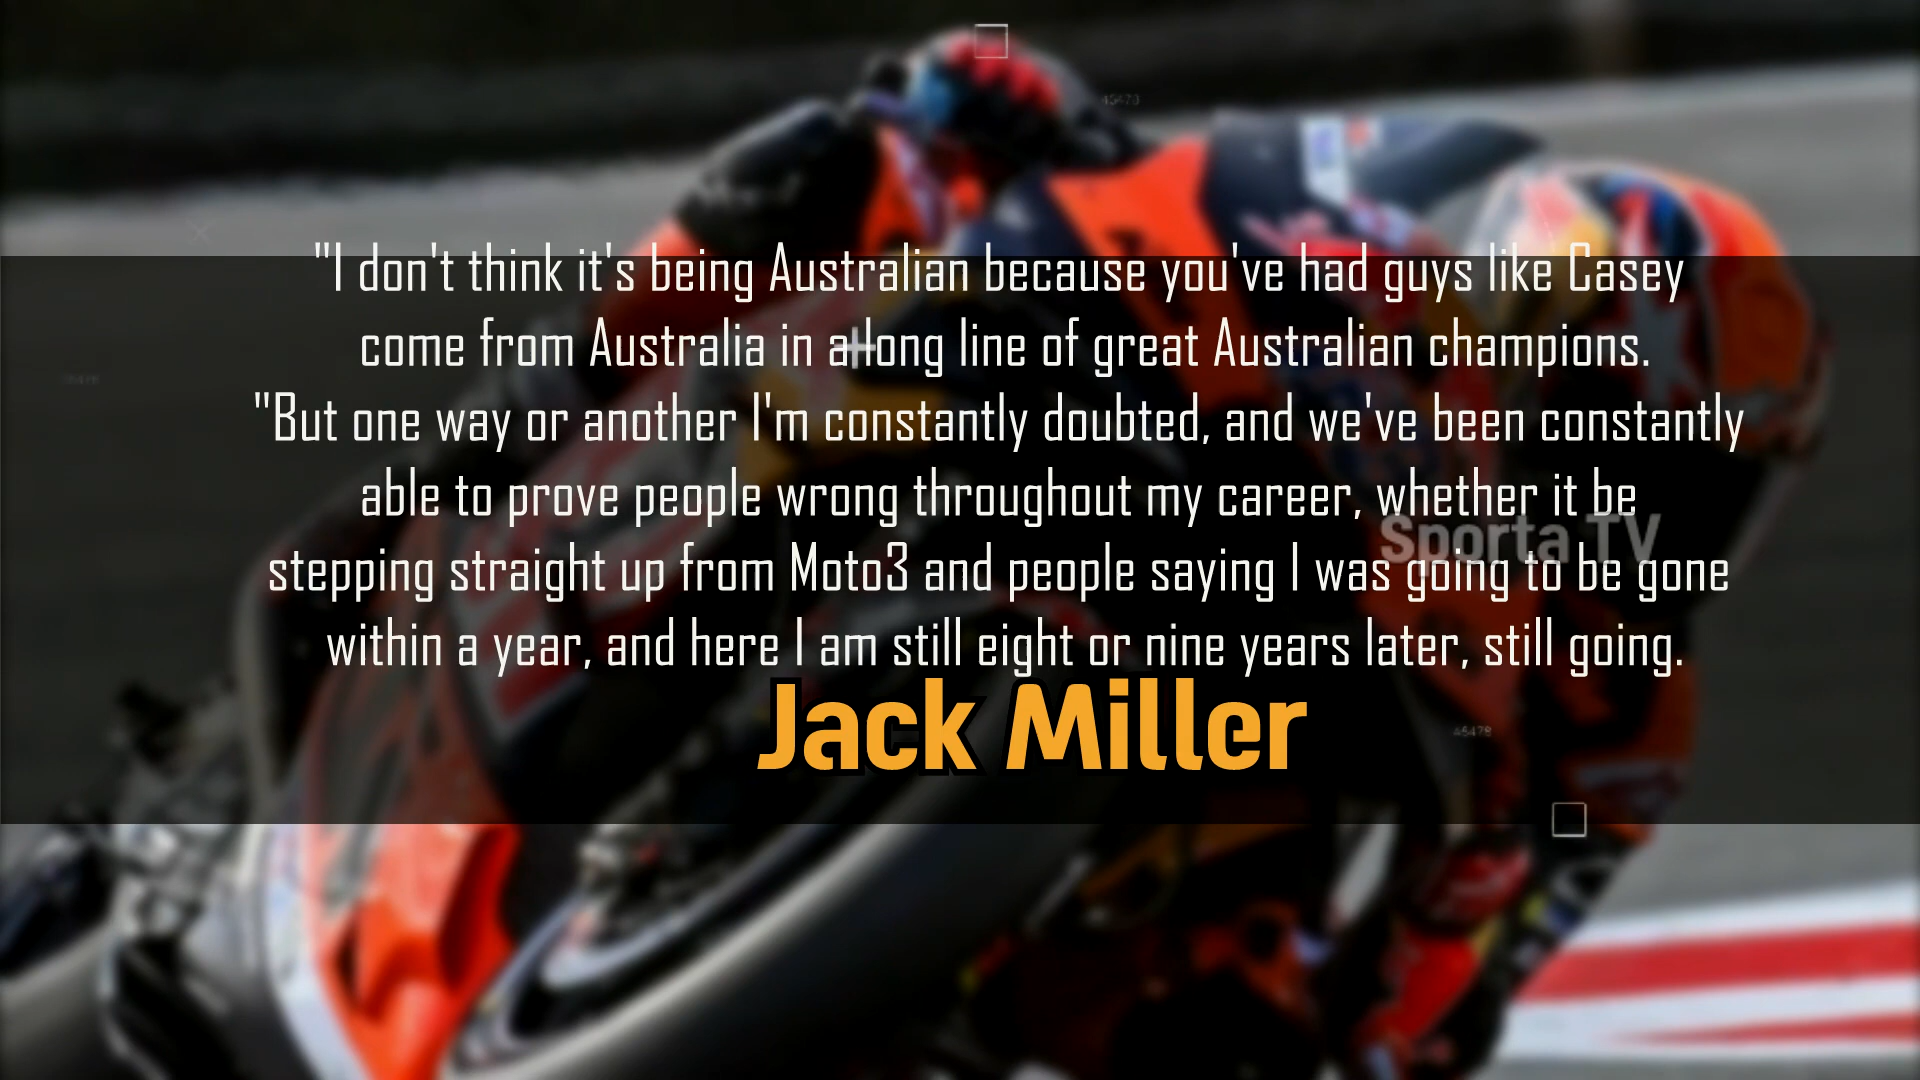 45473
"I don't think it's being Australian because you've had guys like Casey
come from Australia in a long line of great Australian champions.
"But one way or another I'm constantly doubted, and we've been constantly
able to prove people wrong throughout my career, whether it be
Sporta TV
stepping straight up from Moto3 and people saying I was going to be gone
within a year, and here I am still eight or nine years later, still going.
Jack Miller
A5478